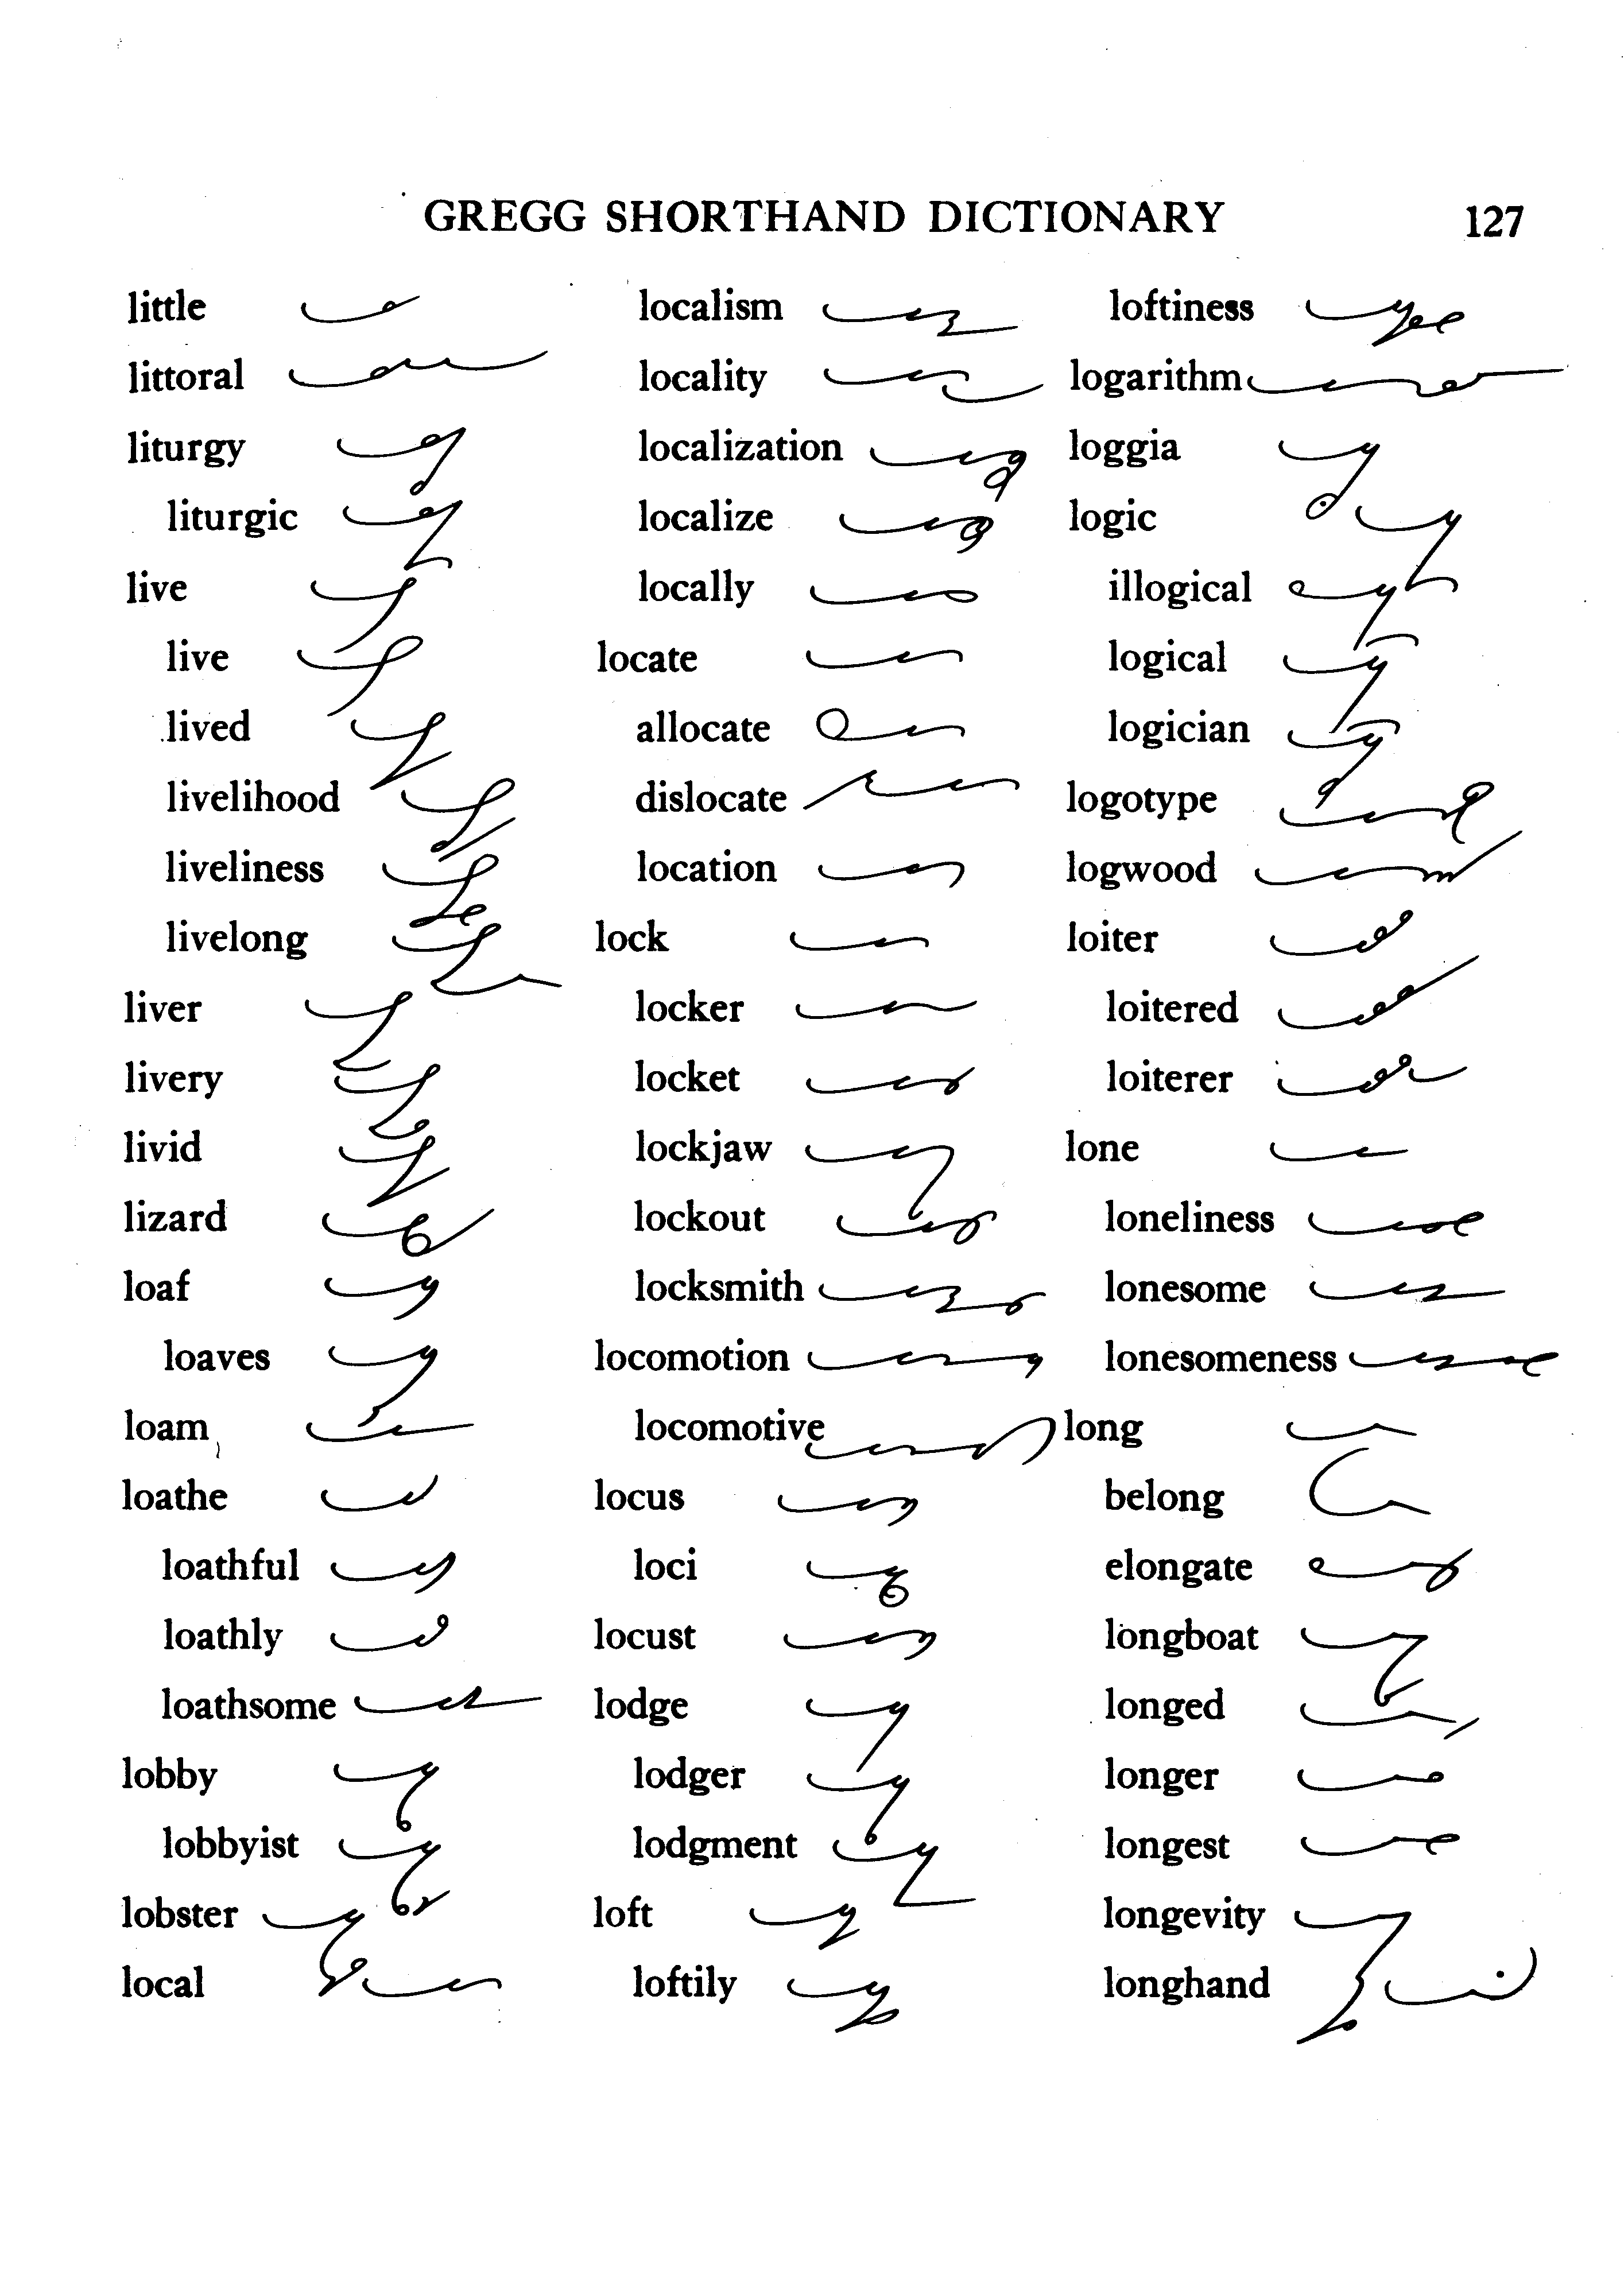 GREGG SHORTHAND DICTIONARY 127
little
littoral
liturgy
liturgic
live
live
lived
livelihood
liveliness
livelong
liver
livery
livid
lizard
loaf
loaves
loam
loathe
loathful
loathly
loathsome
lobby
lobbyist
lobster
local
localism
locality
localization
localize
locally
locate
allocate
dislocate
location
lock
locker
locket
lockjaw
lockout
locksmith
locomotion
locomotive
locus
loci
locust
lodge
lodger
lodgment
loft
loftily
loftiness
logarithm
loggia
logic
illogical
logical
logician
logotype
logwood
loiter
loitered
loiterer
lone
loneliness
lonesome
lonesomeness
long
belong
elongate
longboat
longed
longer
longest
longevity
longhand